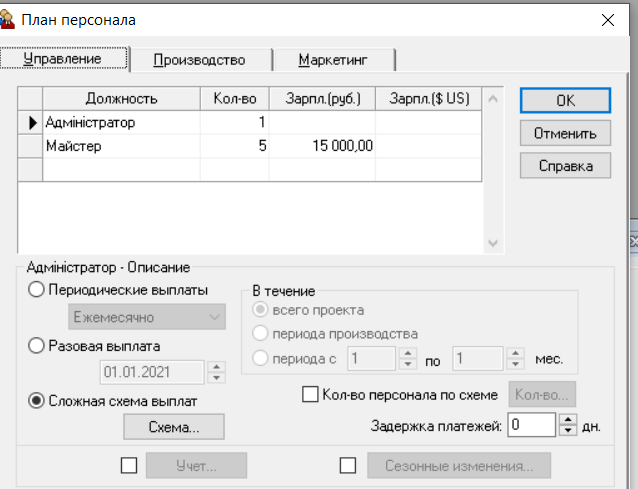 План персонала
Управление Производство Маркетинг
Должность Кол-во Зарпл.(руб.) Зарпл.($ US)
Адміністратор 1
Майстер 5 15 000,00
OK
Отменить
Справка
Адміністратор - Описание
Периодические выплаты
Ежемесячно
Разовая выплата
01.01.2021
Сложная схема выплат
Схема...
В течение
всего проекта
периода производства
периода с 1 по 1 мес.
Кол-во персонала по схеме Кол-во...
Задержка платежей: 0 дн.
Учет... Сезонные изменения...